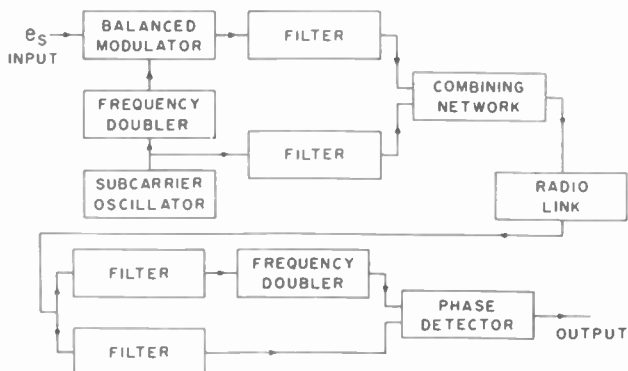 eS
INPUT
BALANCED
MODULATOR
FILTER
FREQUENCY
DOUBLER
COMBINING
NETWORK
FILTER
SUBCARRIER
OSCILLATOR
RADIO
LINK
FILTER
FREQUENCY
DOUBLER
PHASE
DETECTOR
OUTPUT
FILTER